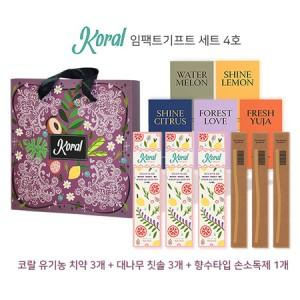 Koral 임팩트기프트 세트 4호
WATER MELON
SHINE LEMON
SHINE CITRUS
FOREST LOVE
FRESH YUJA
Koral
Koral
Koral
Koral
코랄 유기농 치약 3개 + 대나무 칫솔 3개 + 향수타입 손소독제 1개